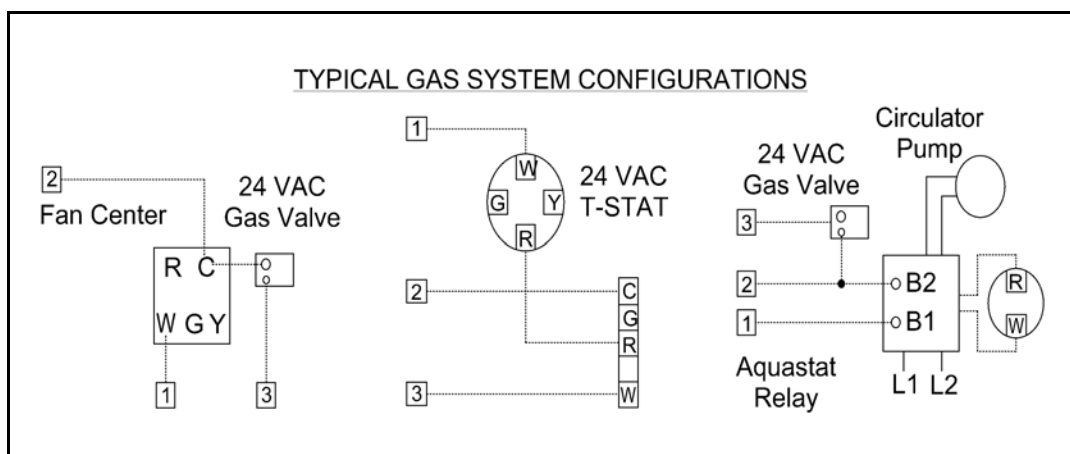 TYPICAL GAS SYSTEM CONFIGURATIONS
2
Fan Center
24 VAC
Gas Valve
R C
W G Y
1
3
1
W
G
Y
R
24 VAC
T-STAT
2
C
G
R
3
W
24 VAC
Gas Valve
Circulator
Pump
3
2
B2
1
B1
R
W
Aquastat
Relay
L1 L2